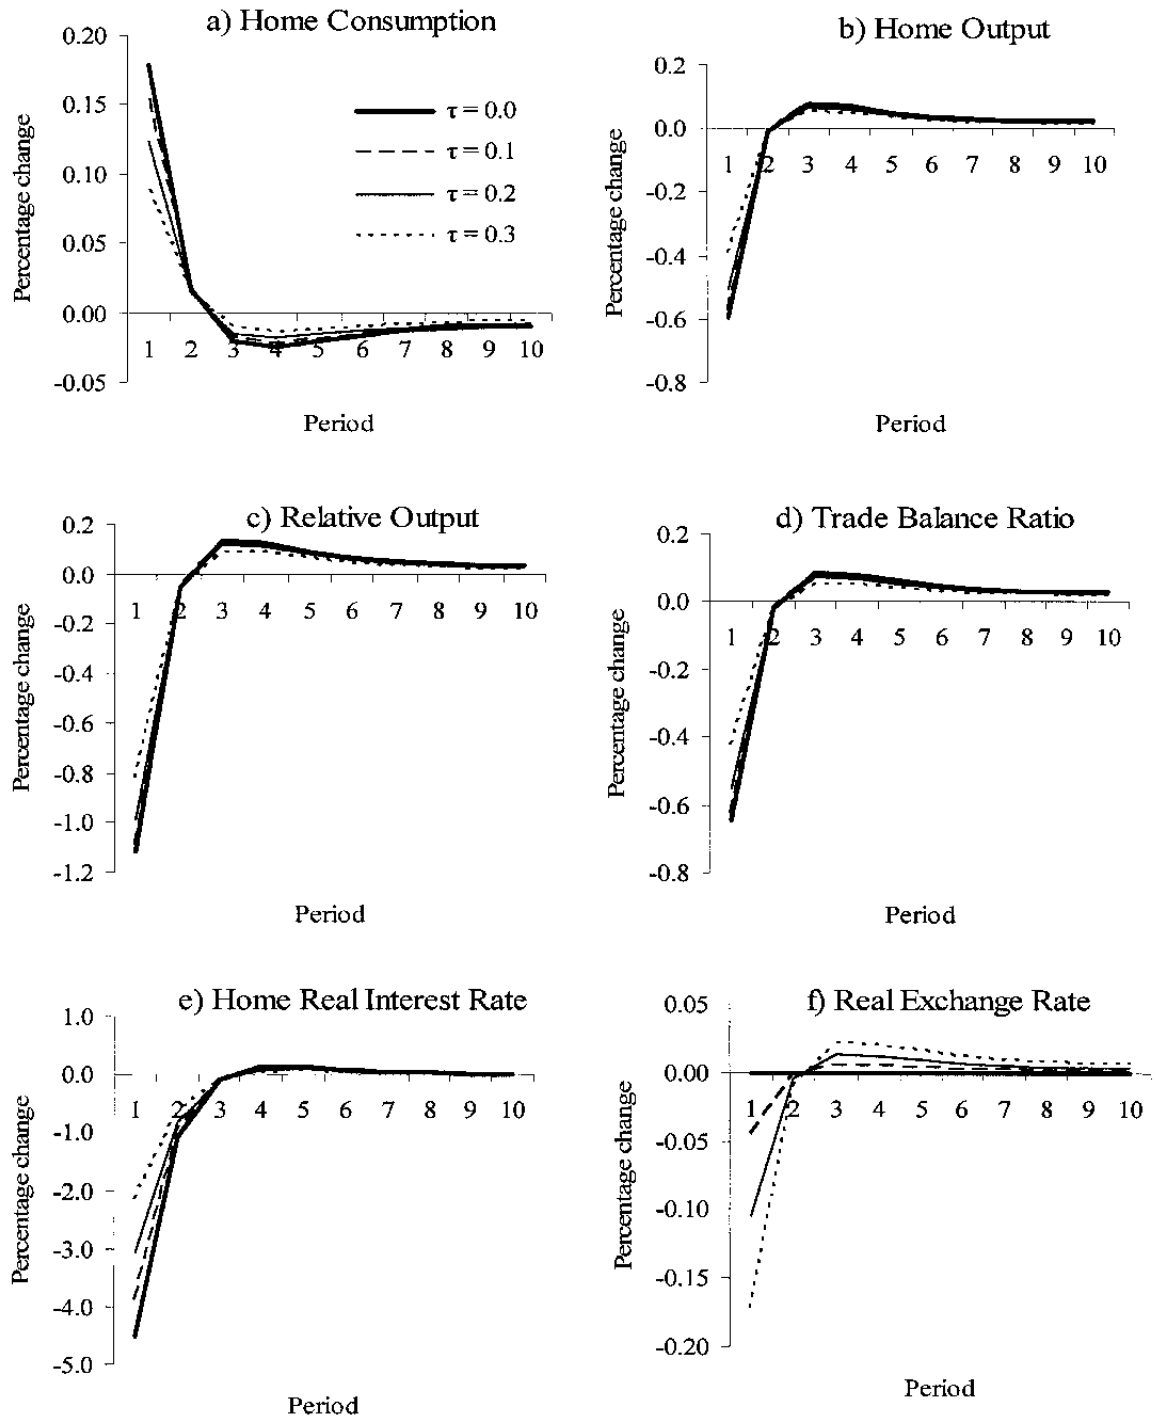 a) Home Consumption
0.20
0.15
0.10
0.05
0.00
-0.05
Percentage change
τ = 0.0
τ = 0.1
τ = 0.2
τ = 0.3
1 2 3 4 5 6 7 8 9 10
Period
b) Home Output
0.2
0.0
-0.2
-0.4
-0.6
-0.8
Percentage change
1 2 3 4 5 6 7 8 9 10
Period
c) Relative Output
0.2
0.0
-0.2
-0.4
-0.6
-0.8
-1.0
-1.2
Percentage change
1 2 3 4 5 6 7 8 9 10
Period
d) Trade Balance Ratio
0.2
0.0
-0.2
-0.4
-0.6
-0.8
Percentage change
1 2 3 4 5 6 7 8 9 10
Period
e) Home Real Interest Rate
1.0
0.0
-1.0
-2.0
-3.0
-4.0
-5.0
Percentage change
1 2 3 4 5 6 7 8 9 10
Period
f) Real Exchange Rate
0.05
0.00
-0.05
-0.10
-0.15
-0.20
Percentage change
1 2 3 4 5 6 7 8 9 10
Period